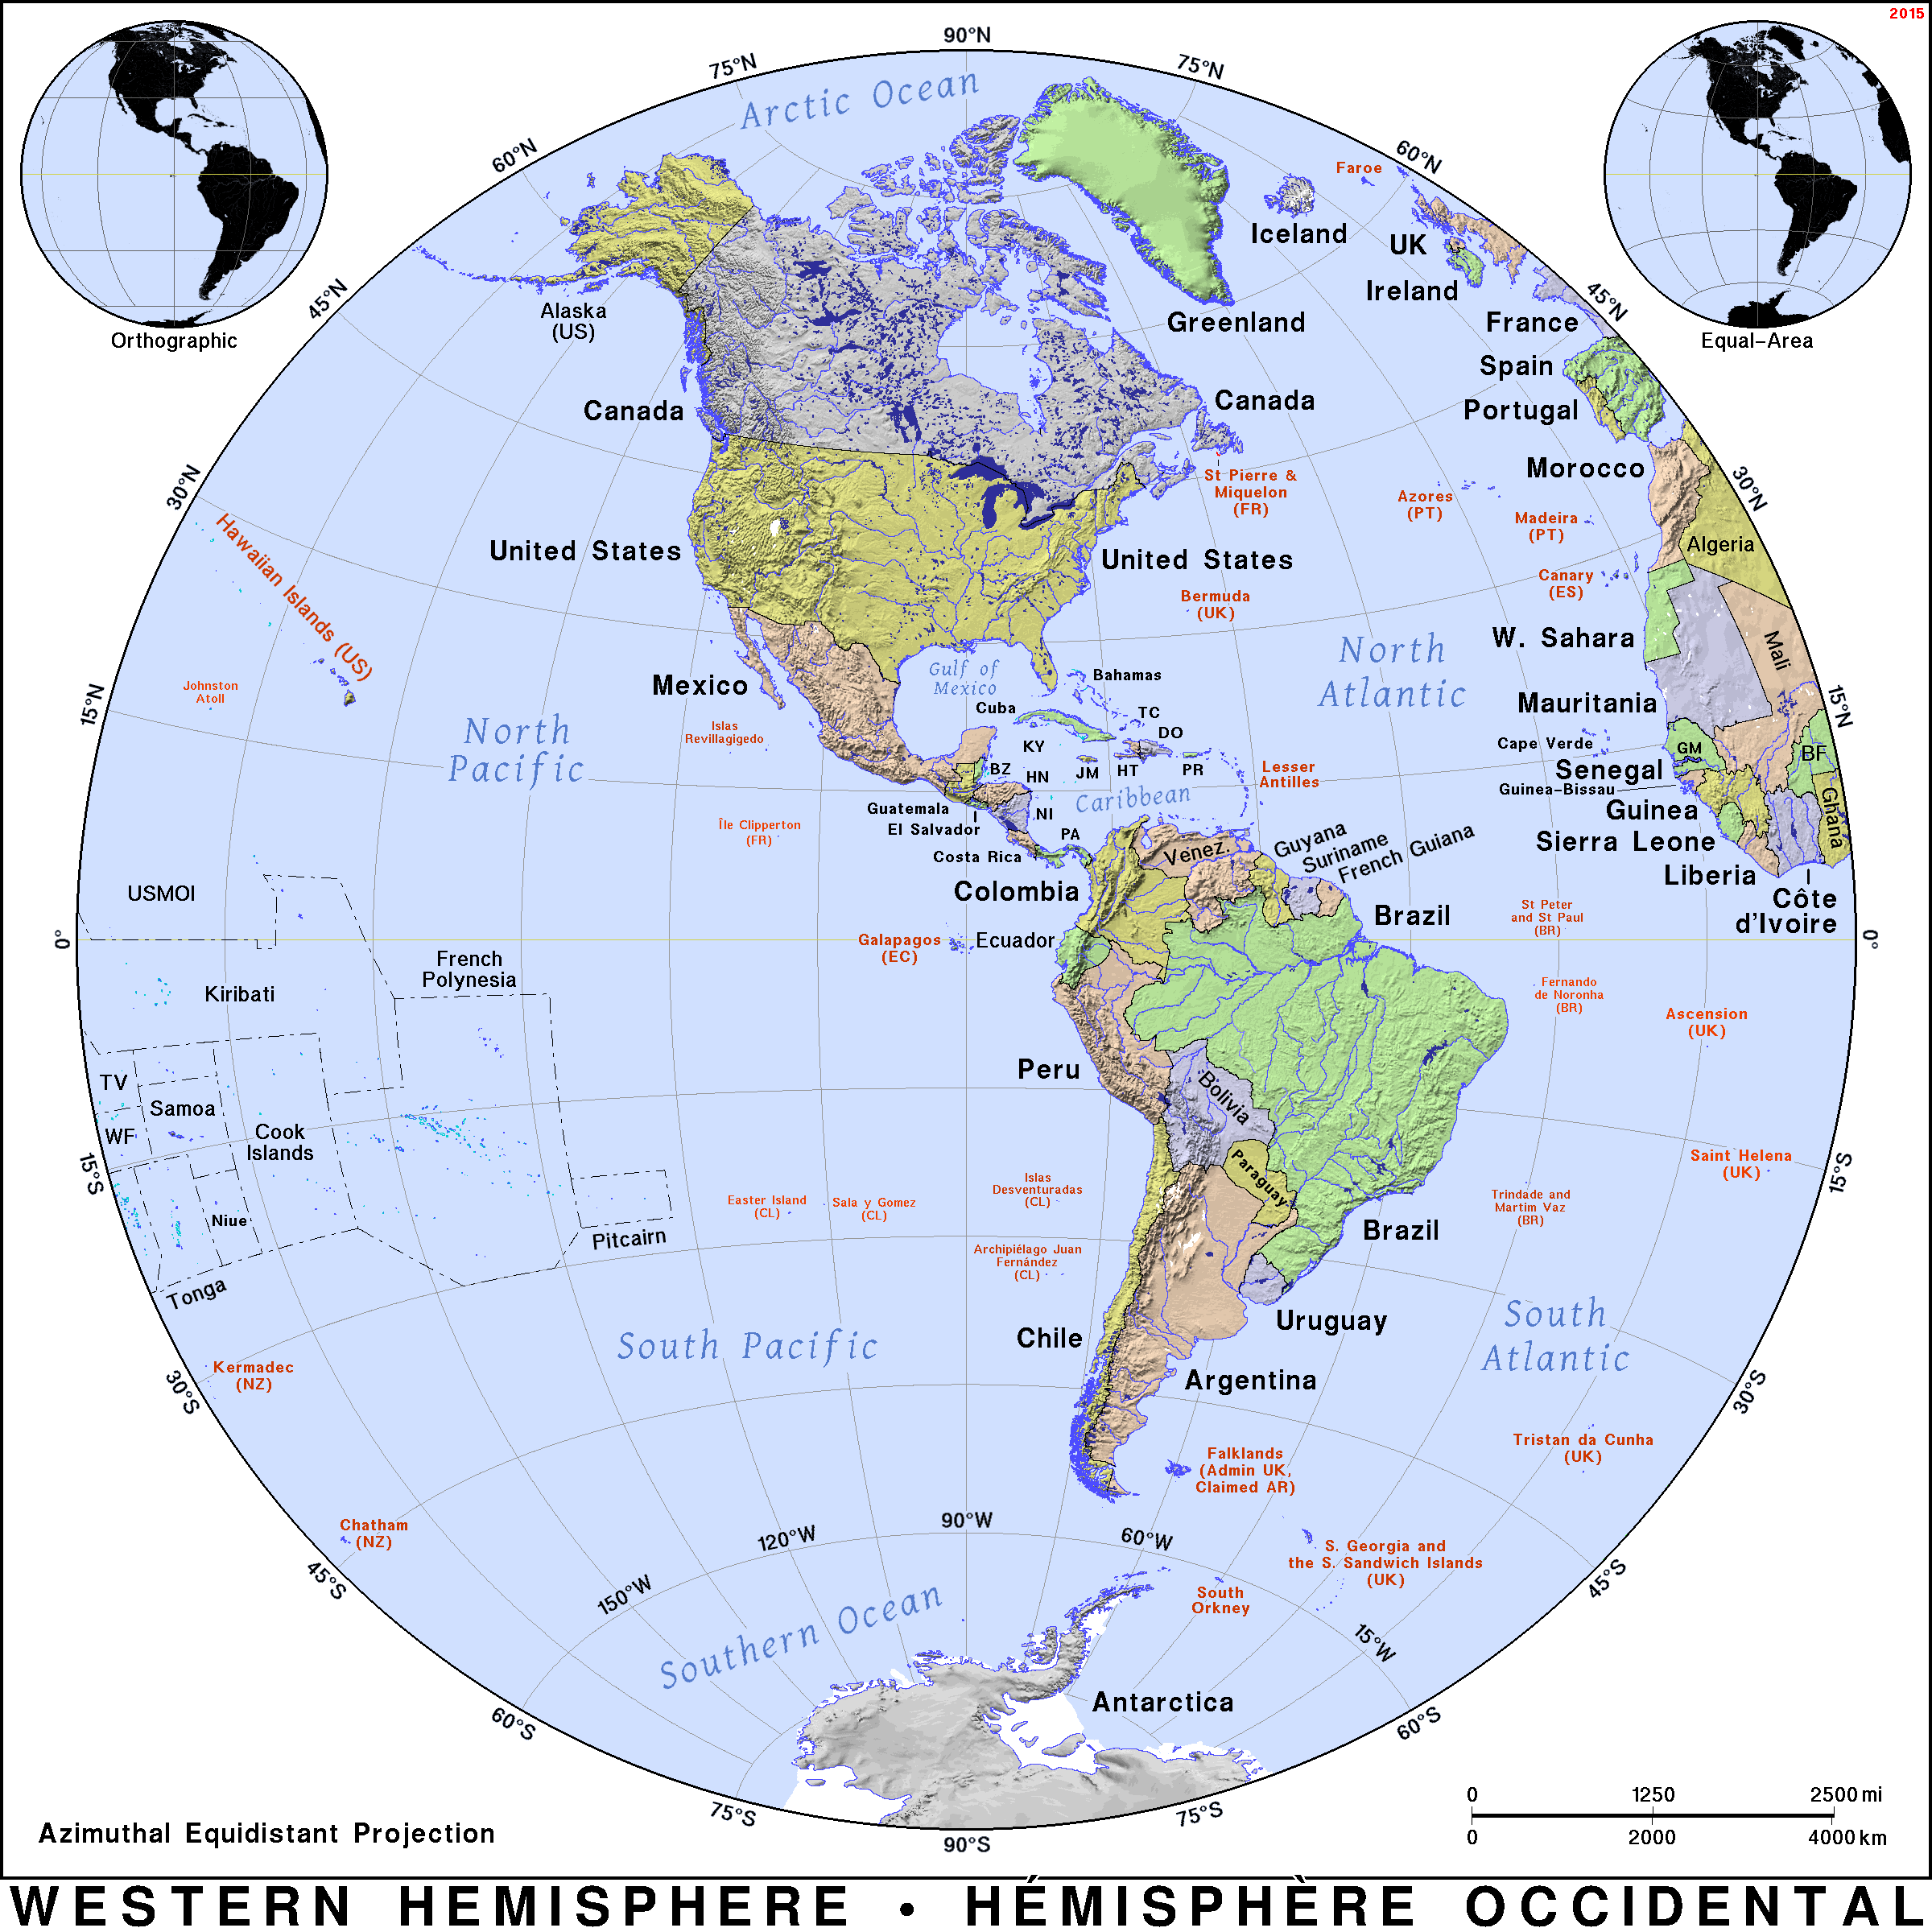 2015
90°N
75°N
75°N
Arctic Ocean
60°N
60°N
Faroe
Iceland
UK
Ireland
45°N
45°N
Orthographic
Equal-Area
Alaska
(US)
Greenland
France
Spain
Canada
Canada
Portugal
Morocco
30°N
30°N
St Pierre &
Miquelon
(FR)
Azores
(PT)
Madeira
(PT)
Hawaiian Islands (US)
United States
United States
Algeria
Canary
(ES)
Bermuda
(UK)
W. Sahara
Mali
North
Atlantic
Gulf of
Mexico
Bahamas
Mexico
Johnston
Atoll
15°N
15°N
Mauritania
Cuba
TC
DO
Islas
Revillagigedo
North
Pacific
KY
Cape Verde
GM
BF
BZ
HN
JM
HT
PR
Lesser
Antilles
Senegal
Guinea-Bissau
Caribbean
Guatemala
NI
Guinea
Ghana
Île Clipperton
(FR)
El Salvador
PA
Sierra Leone
Costa Rica
Venez.
Guyana
Suriname
French Guiana
Liberia
USMOI
Colombia
Côte
d'Ivoire
Brazil
St Peter
and St Paul
(BR)
0°
0°
Galapagos
(EC)
Ecuador
French
Polynesia
Kiribati
Fernando
de Noronha
(BR)
Ascension
(UK)
Peru
TV
Samoa
Bolivia
WF
Cook
Islands
15°S
15°S
Saint Helena
(UK)
Paraguay
Islas
Desventuradas
(CL)
Easter Island
(CL)
Sala y Gomez
(CL)
Trindade and
Martim Vaz
(BR)
Niue
Pitcairn
Brazil
Archipiélago Juan
Fernández
(CL)
Tonga
Uruguay
South
Atlantic
South Pacific
Chile
Kermadec
(NZ)
Argentina
30°S
30°S
Falklands
(Admin UK,
Claimed AR)
Tristan da Cunha
(UK)
Chatham
(NZ)
90°W
120°W
60°W
S. Georgia and
the S. Sandwich Islands
(UK)
45°S
45°S
150°W
South
Orkney
Southern Ocean
15°W
Antarctica
60°S
60°S
75°S
75°S
90°S
0 1250 2500 mi
0 2000 4000 km
Azimuthal Equidistant Projection
WESTERN HEMISPHERE • HÉMISPHÈRE OCCIDENTAL